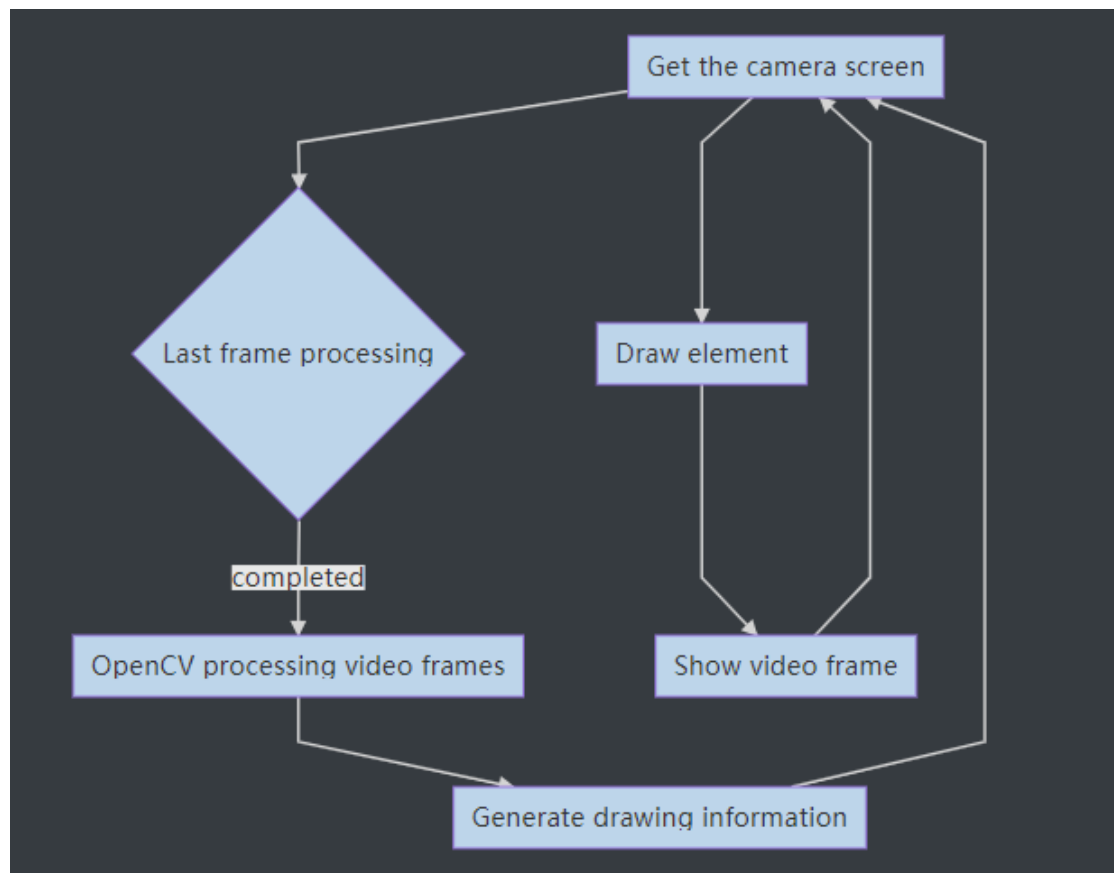 Get the camera screen
Last frame processing
Draw element
completed
OpenCV processing video frames
Show video frame
Generate drawing information